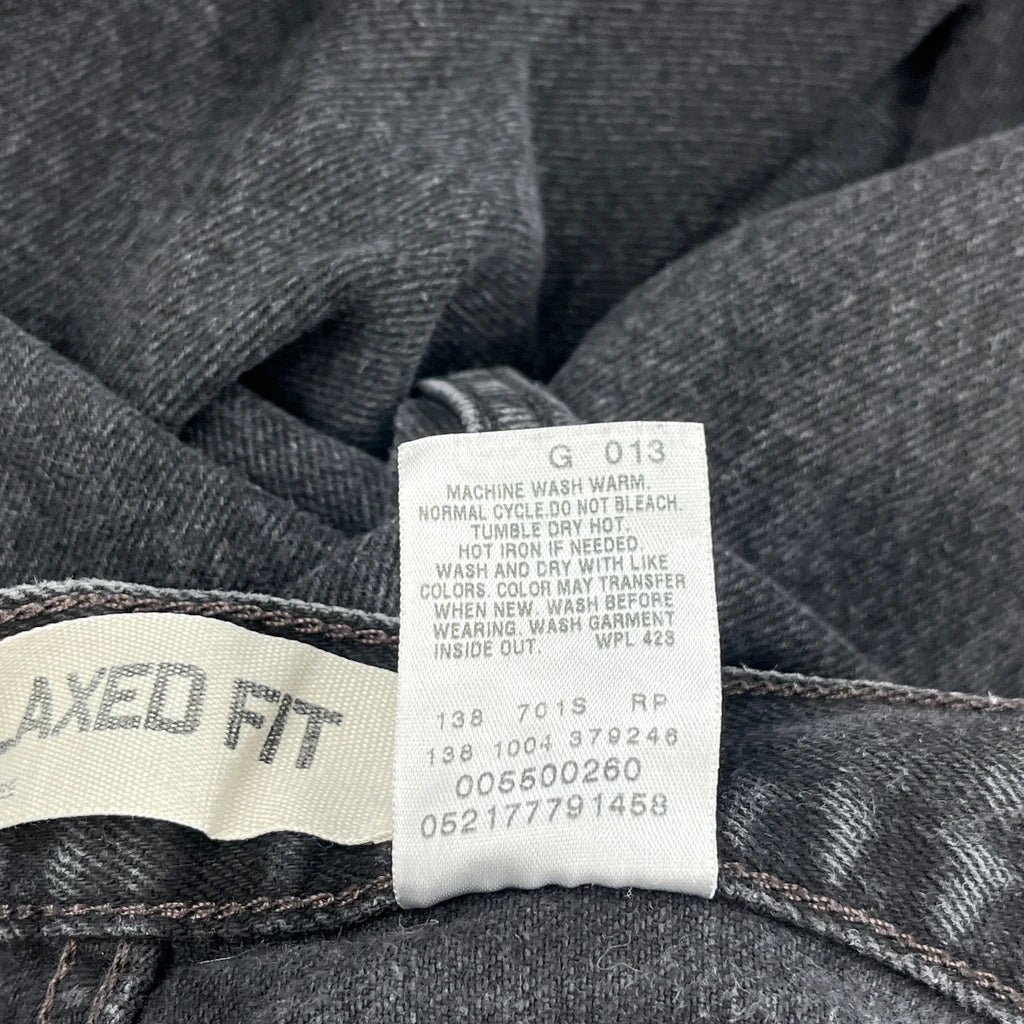 G 013
MACHINE WASH WARM.
NORMAL CYCLE.DO NOT BLEACH.
TUMBLE DRY HOT.
HOT IRON IF NEEDED.
WASH AND DRY WITH LIKE
COLORS. COLOR MAY TRANSFER
WHEN NEW. WASH BEFORE
WEARING. WASH GARMENT
INSIDE OUT. WPL 423
AXED FIT
138 701S RP
138 1004 379246
005500260
052177791458